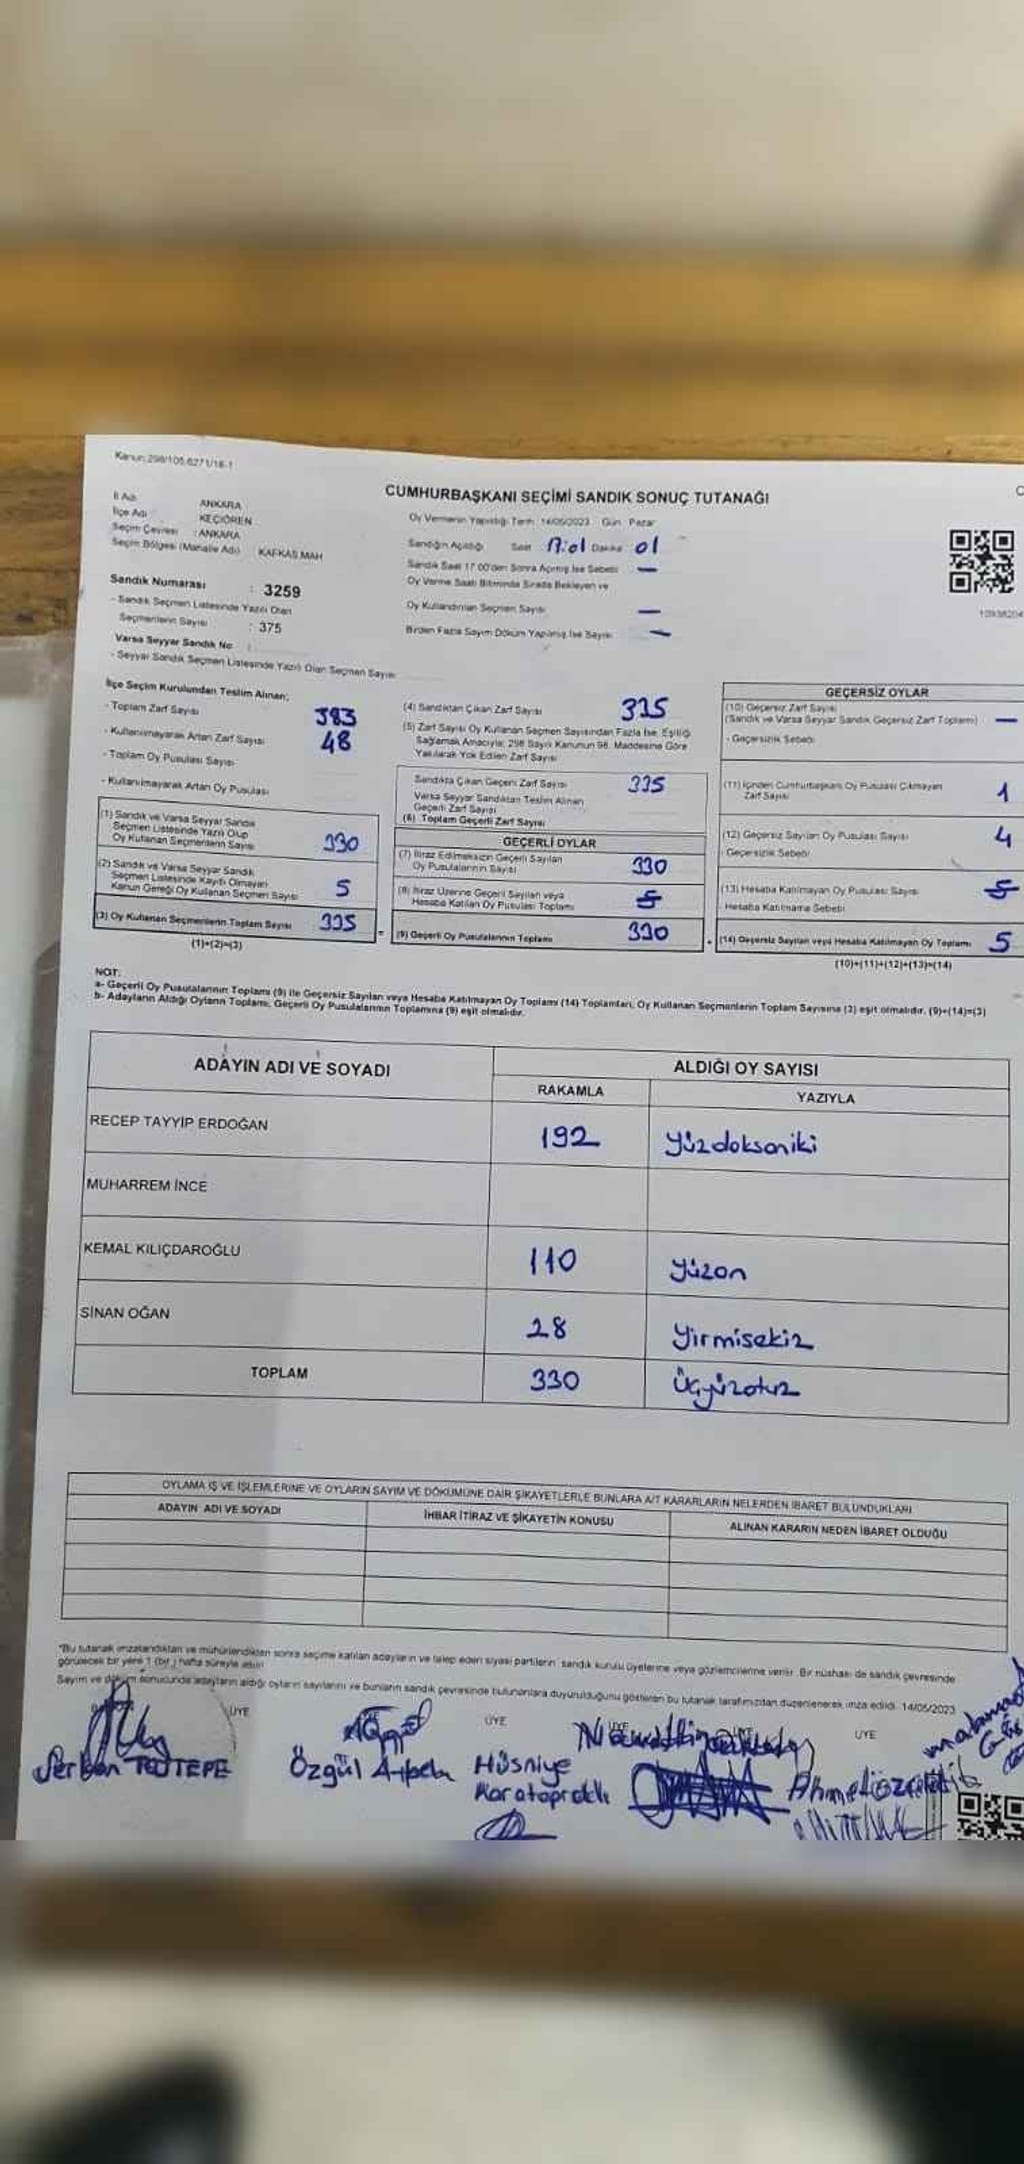 Kanun:298/105,6271/18-1
CUMHURBAŞKANI SEÇİMİ SANDIK SONUÇ TUTANAĞI
İl Adı ANKARA
İlçe Adı KEÇİÖREN
Seçim Çevresi : ANKARA
Seçim Bölgesi (Mahalle Adı) KAFKAS MAH
Sandık Numarası : 3259
- Sandık Seçmen Listesinde Yazılı Olan
Seçmenlerin Sayısı : 375
Varsa Seyyar Sandık No :
- Seyyar Sandık Seçmen Listesinde Yazılı Olan Seçmen Sayısı
Oy Vermenin Yapıldığı Tarih 14/05/2023 Gün Pazar
Sandığın Açıldığı Saat 17:01 Dakika 01
Sandık Saat 17.00'den Sonra Açılmış İse Sebebi —
Oy Verme Saati Bitiminde Sırada Bekleyen ve
Oy Kullandırılan Seçmen Sayısı —
Birden Fazla Sayım Döküm Yapılmış İse Sayısı —
İlçe Seçim Kurulundan Teslim Alınan;
- Toplam Zarf Sayısı 383
- Kullanılmayarak Artan Zarf Sayısı 48
- Toplam Oy Pusulası Sayısı
- Kullanılmayarak Artan Oy Pusulası
(1) Sandık ve Varsa Seyyar Sandık
Seçmen Listesinde Yazılı Olup
Oy Kullanan Seçmenlerin Sayısı 330
(2) Sandık ve Varsa Seyyar Sandık
Seçmen Listesinde Kayıtlı Olmayan
Kanun Gereği Oy Kullanan Seçmen Sayısı 5
(3) Oy Kullanan Seçmenlerin Toplam Sayısı 335
(1)+(2)=(3)
(4) Sandıktan Çıkan Zarf Sayısı 335
(5) Zarf Sayısı Oy Kullanan Seçmen Sayısından Fazla İse, Eşitliği
Sağlamak Amacıyla; 298 Sayılı Kanunun 98. Maddesine Göre
Yakılarak Yok Edilen Zarf Sayısı
Sandıkta Çıkan Geçerli Zarf Sayısı 335
Varsa Seyyar Sandıktan Teslim Alınan
Geçerli Zarf Sayısı
(6) Toplam Geçerli Zarf Sayısı
GEÇERLİ OYLAR
(7) İtiraz Edilmeksizin Geçerli Sayılan
Oy Pusulalarının Sayısı 330
(8) İtiraz Üzerine Geçerli Sayılan veya
Hesaba Katılan Oy Pusulası Toplamı
(9) Geçerli Oy Pusulalarının Toplamı 330
GEÇERSİZ OYLAR
(10) Geçersiz Zarf Sayısı
(Sandık ve Varsa Seyyar Sandık Geçersiz Zarf Toplamı) —
- Geçersizlik Sebebi
(11) İçinden Cumhurbaşkanı Oy Pusulası Çıkmayan
Zarf Sayısı 1
(12) Geçersiz Sayılan Oy Pusulası Sayısı 4
- Geçersizlik Sebebi
(13) Hesaba Katılmayan Oy Pusulası Sayısı
Hesaba Katılmama Sebebi
(14) Geçersiz Sayılan veya Hesaba Katılmayan Oy Toplamı 5
(10)+(11)+(12)+(13)=(14)
NOT:
a- Geçerli Oy Pusulalarının Toplamı (9) ile Geçersiz Sayılan veya Hesaba Katılmayan Oy Toplamı (14) Toplamları, Oy Kullanan Seçmenlerin Toplam Sayısına (3) eşit olmalıdır. (9)+(14)=(3)
b- Adayların Aldığı Oyların Toplamı, Geçerli Oy Pusulalarının Toplamına (9) eşit olmalıdır.
ADAYIN ADI VE SOYADI
ALDIĞI OY SAYISI
RAKAMLA YAZIYLA
RECEP TAYYİP ERDOĞAN 192 yüzdoksaniki
MUHARREM İNCE
KEMAL KILIÇDAROĞLU 110 yüzon
SİNAN OĞAN 28 yirmisekiz
TOPLAM 330 üçyüzotuz
OYLAMA İŞ VE İŞLEMLERİNE VE OYLARIN SAYIM VE DÖKÜMÜNE DAİR ŞİKAYETLERLE BUNLARA AİT KARARLARIN NELERDEN İBARET BULUNDUKLARI
ADAYIN ADI VE SOYADI İHBAR İTİRAZ VE ŞİKAYETİN KONUSU ALINAN KARARIN NEDEN İBARET OLDUĞU
*Bu tutanak imzalandıktan ve mühürlendikten sonra seçime katılan adayların ve talep eden siyasi partilerin sandık kurulu üyelerine veya gözlemcilerine verilir. Bir nüshası de sandık çevresinde
görülecek bir yere 1 (bir) hafta süreyle asılır
Sayım ve döküm sonucunda adayların aldığı oyların sayılarını ve bunların sandık çevresinde bulunanlara duyurulduğunu gösteren bu tutanak tarafımızdan düzenlenerek imza edildi. 14/05/2023
ÜYE ÜYE ÜYE
Özgül Hüsniye
Karatopraklı